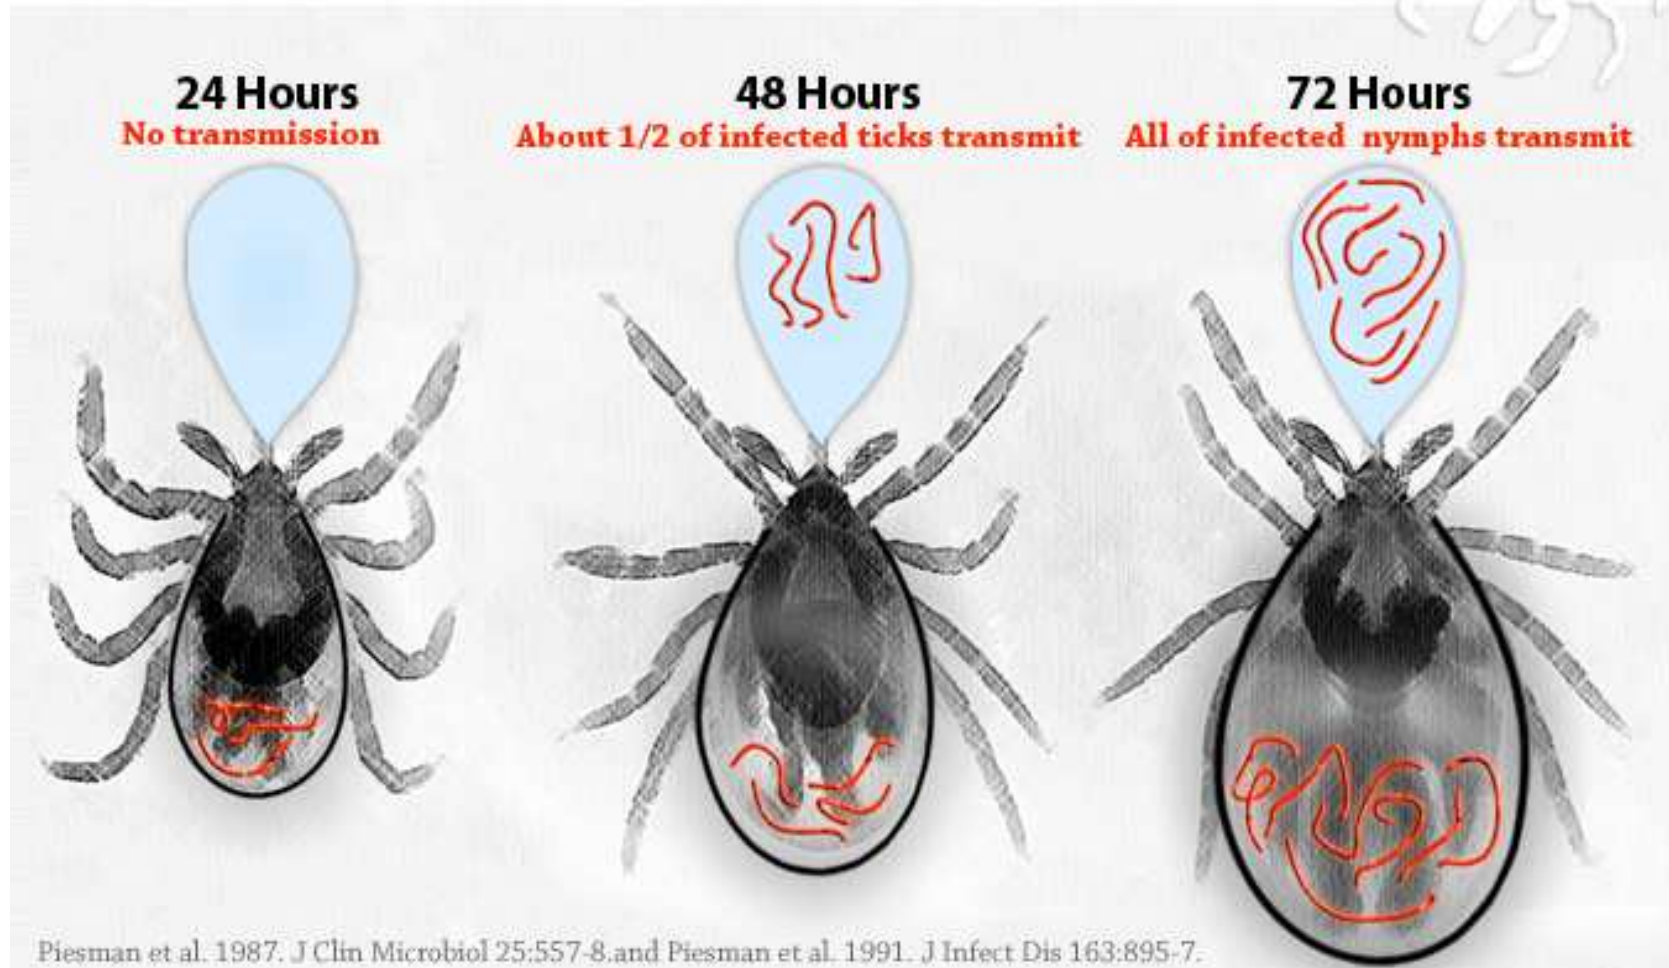 24 Hours
No transmission
48 Hours
About 1/2 of infected ticks transmit
72 Hours
All of infected nymphs transmit
Piesman et al. 1987. J Clin Microbiol 25:557-8.and Piesman et al. 1991. J Infect Dis 163:895-7.